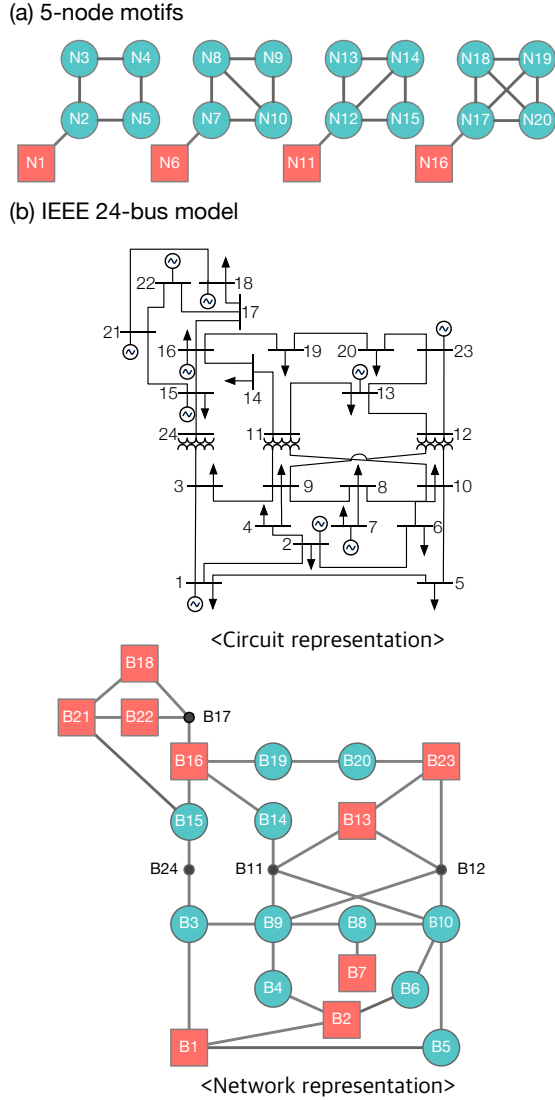 (a) 5-node motifs
N3 N4 N8 N9 N13 N14 N18 N19
N2 N5 N7 N10 N12 N15 N17 N20
N1 N6 N11 N16
(b) IEEE 24-bus model
22 18
17
21
16 19 20 23
15 14 13
24 11 12
3 9 8 10
4 2 7 6
1 5
<Circuit representation>
B18
B21 B22 B17
B16 B19 B20 B23
B15 B14 B13
B24 B11 B12
B3 B9 B8 B10
B7
B4 B6
B2
B1 B5
<Network representation>